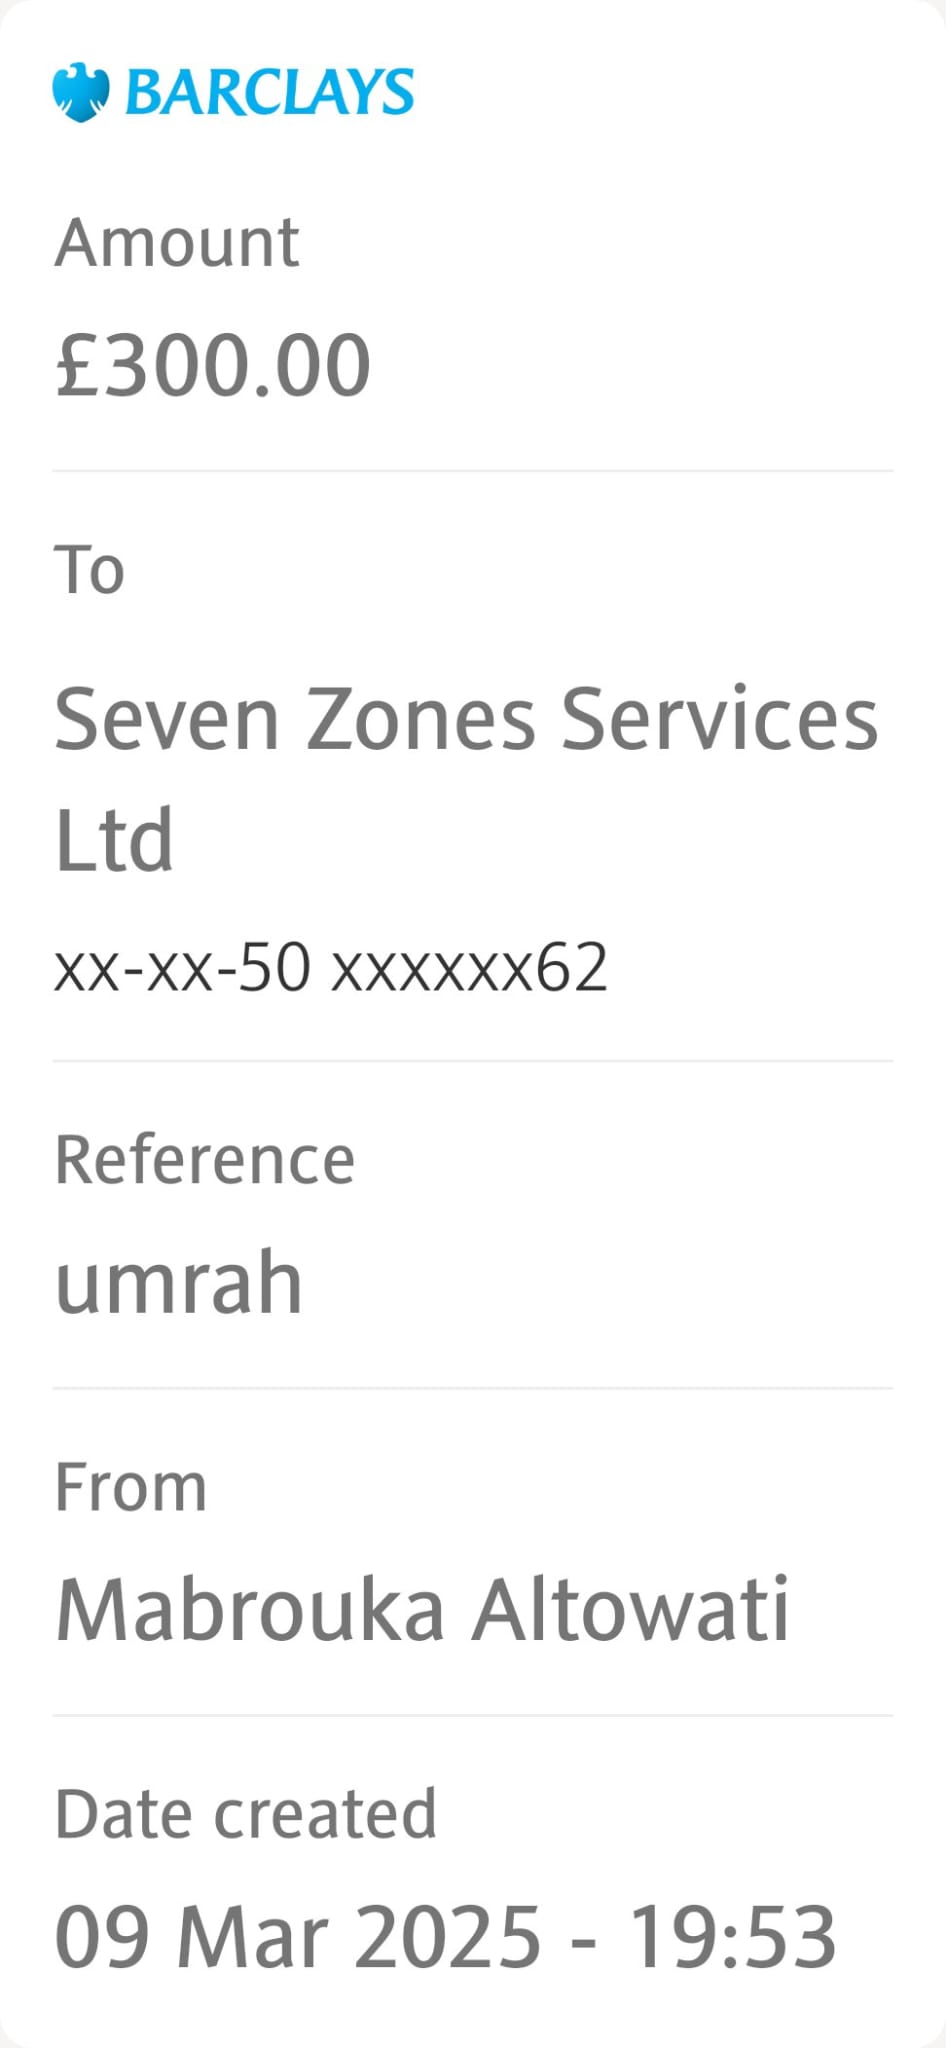 BARCLAYS
Amount
£300.00
To
Seven Zones Services
Ltd
xx-xx-50 xxxxxx62
Reference
umrah
From
Mabrouka Altowati
Date created
09 Mar 2025 - 19:53